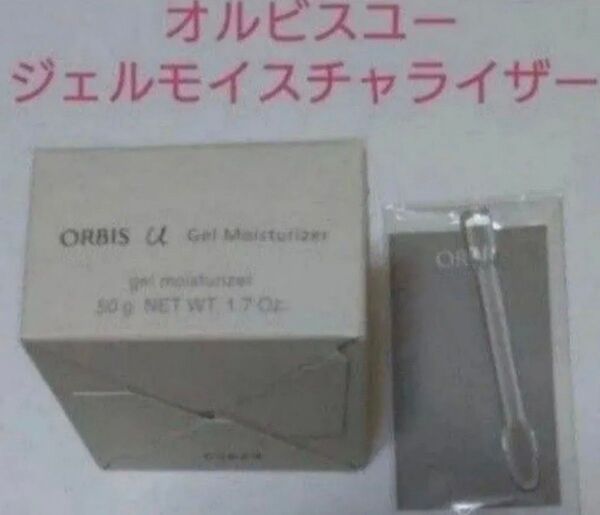 オルビスユー
ジェルモイスチャライザー
ORBIS u Gel Moisturizer
gel moisturizer
50 g NET WT. 1.7 Oz.
ORBIS